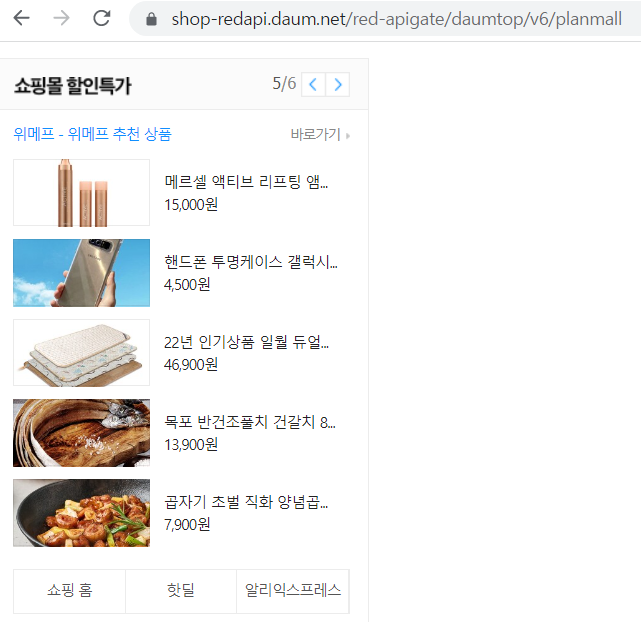 shop-redapi.daum.net/red-apigate/daumtop/v6/planmall
쇼핑몰 할인특가 5/6
위메프 - 위메프 추천 상품 바로가기
메르셀 액티브 리프팅 앰...
15,000원
핸드폰 투명케이스 갤럭시...
4,500원
22년 인기상품 일월 듀얼...
46,900원
목포 반건조풀치 건갈치 8...
13,900원
곱자기 초벌 직화 양념곱...
7,900원
쇼핑 홈 핫딜 알리익스프레스